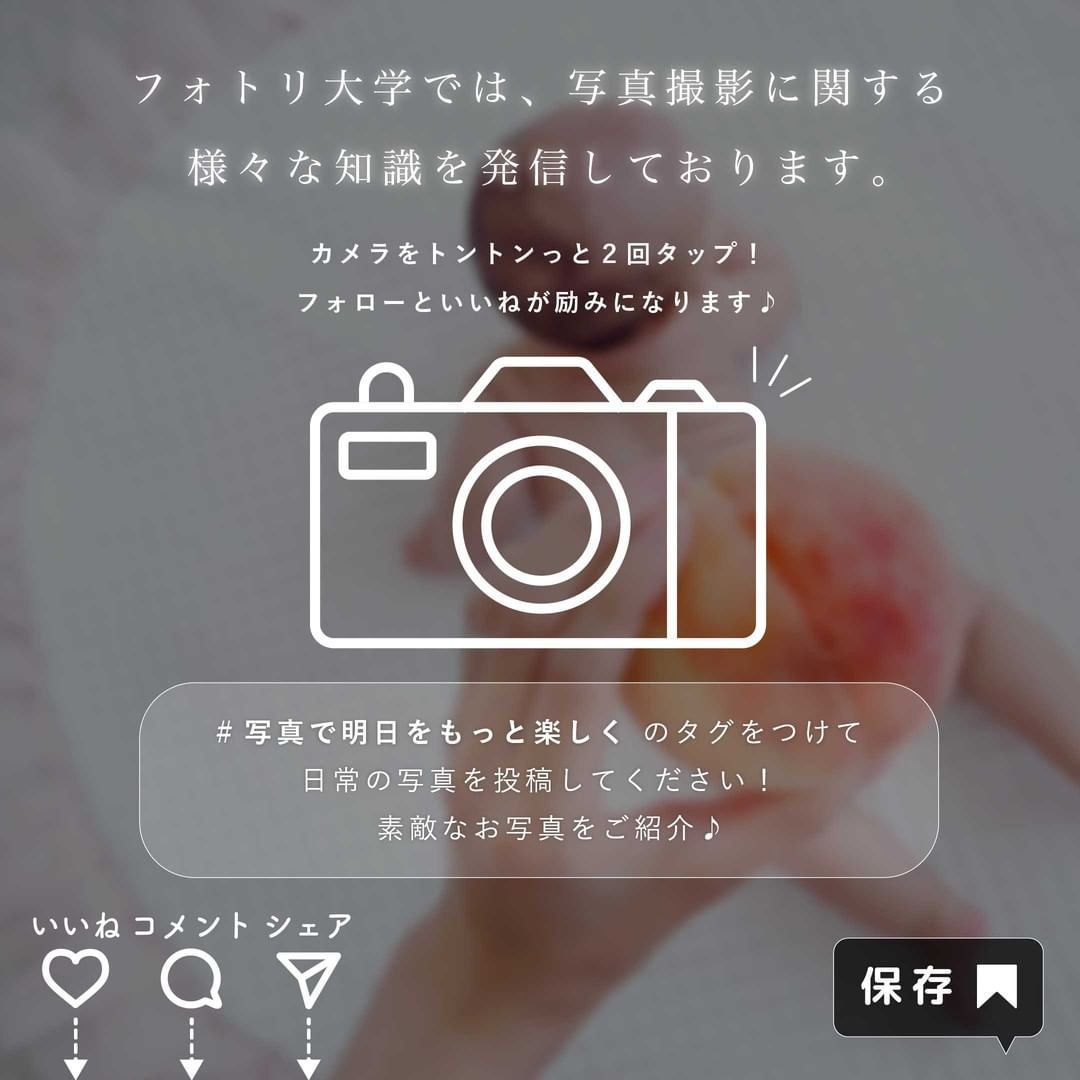 フォトリ大学では、写真撮影に関する
様々な知識を発信しております。
カメラをトントンっと２回タップ！
フォローといいねが励みになります♪
#写真で明日をもっと楽しく のタグをつけて
日常の写真を投稿してください！
素敵なお写真をご紹介♪
いいね コメント シェア
保存